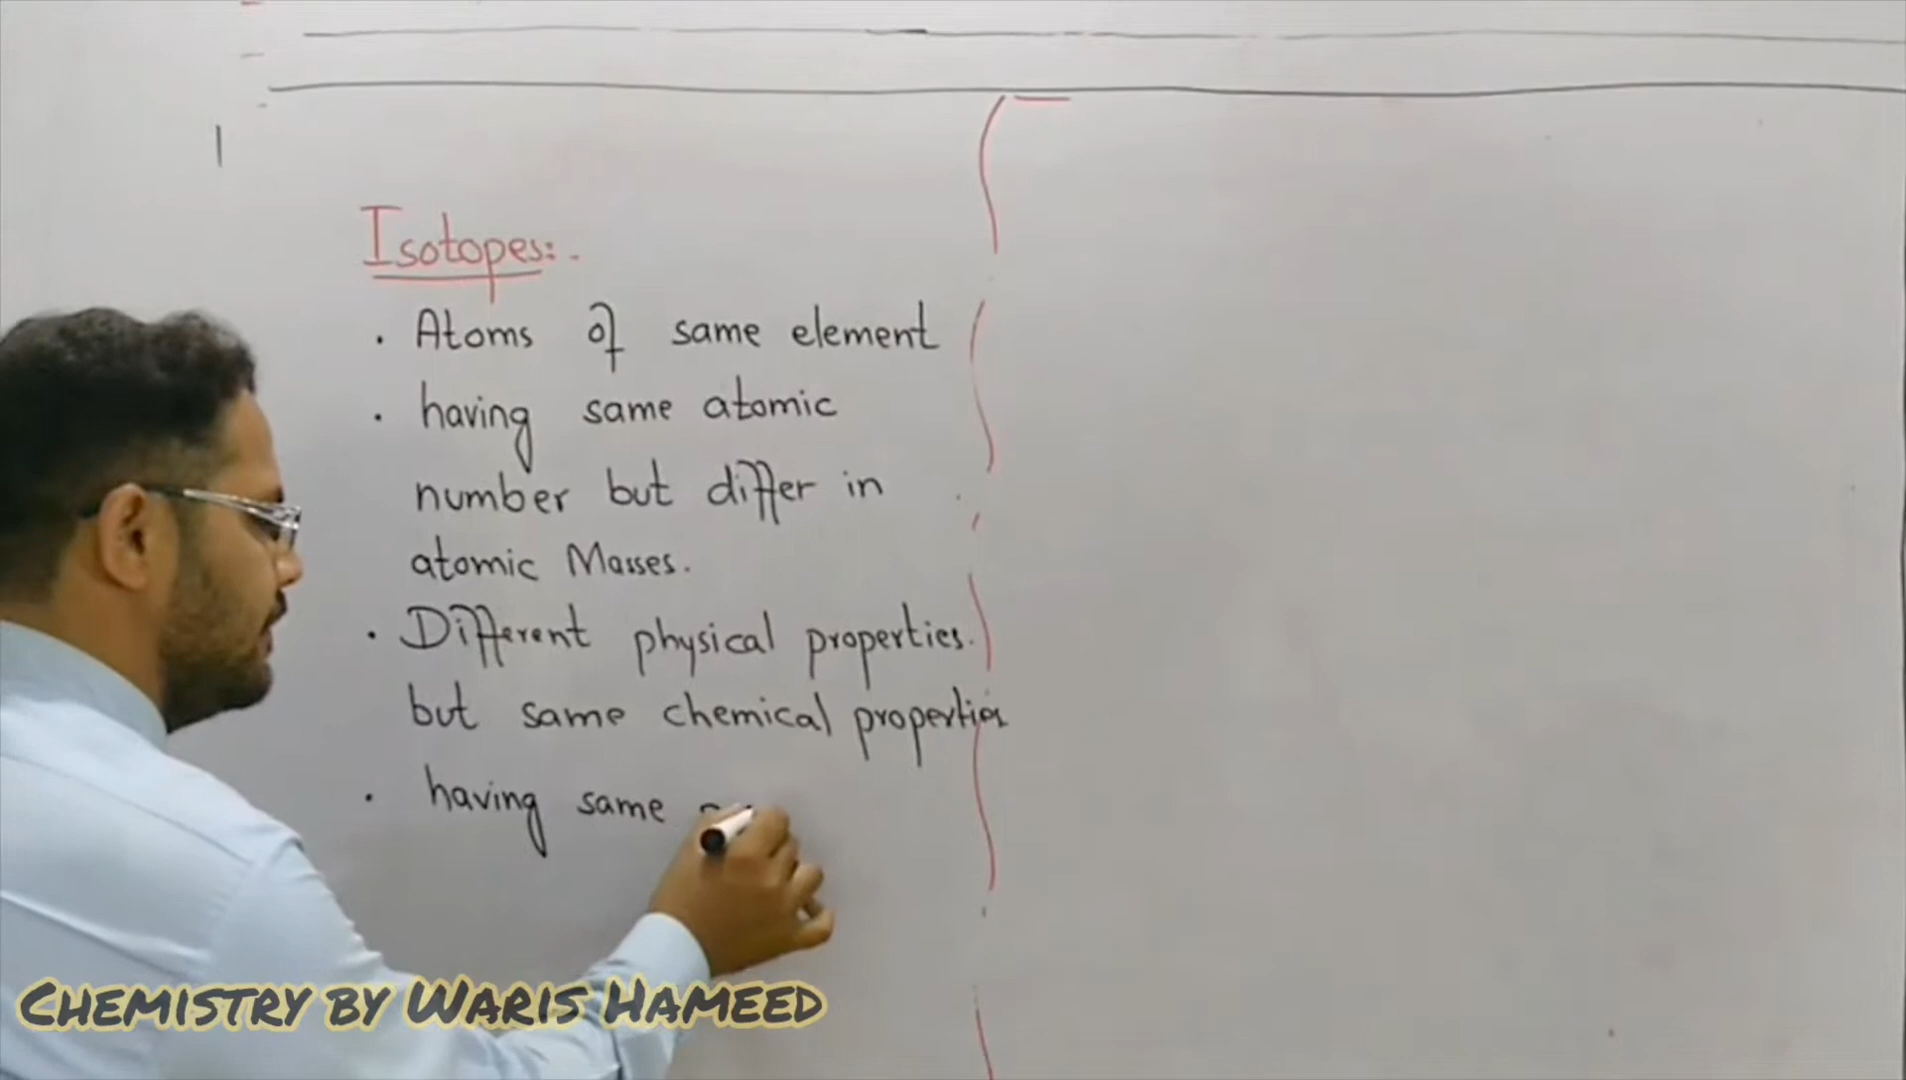 Isotopes:-
. Atoms of same element
. having same atomic
number but differ in
atomic Masses.
. Different physical properties.
but same chemical properties
. having same
CHEMISTRY BY WARIS HAMEED